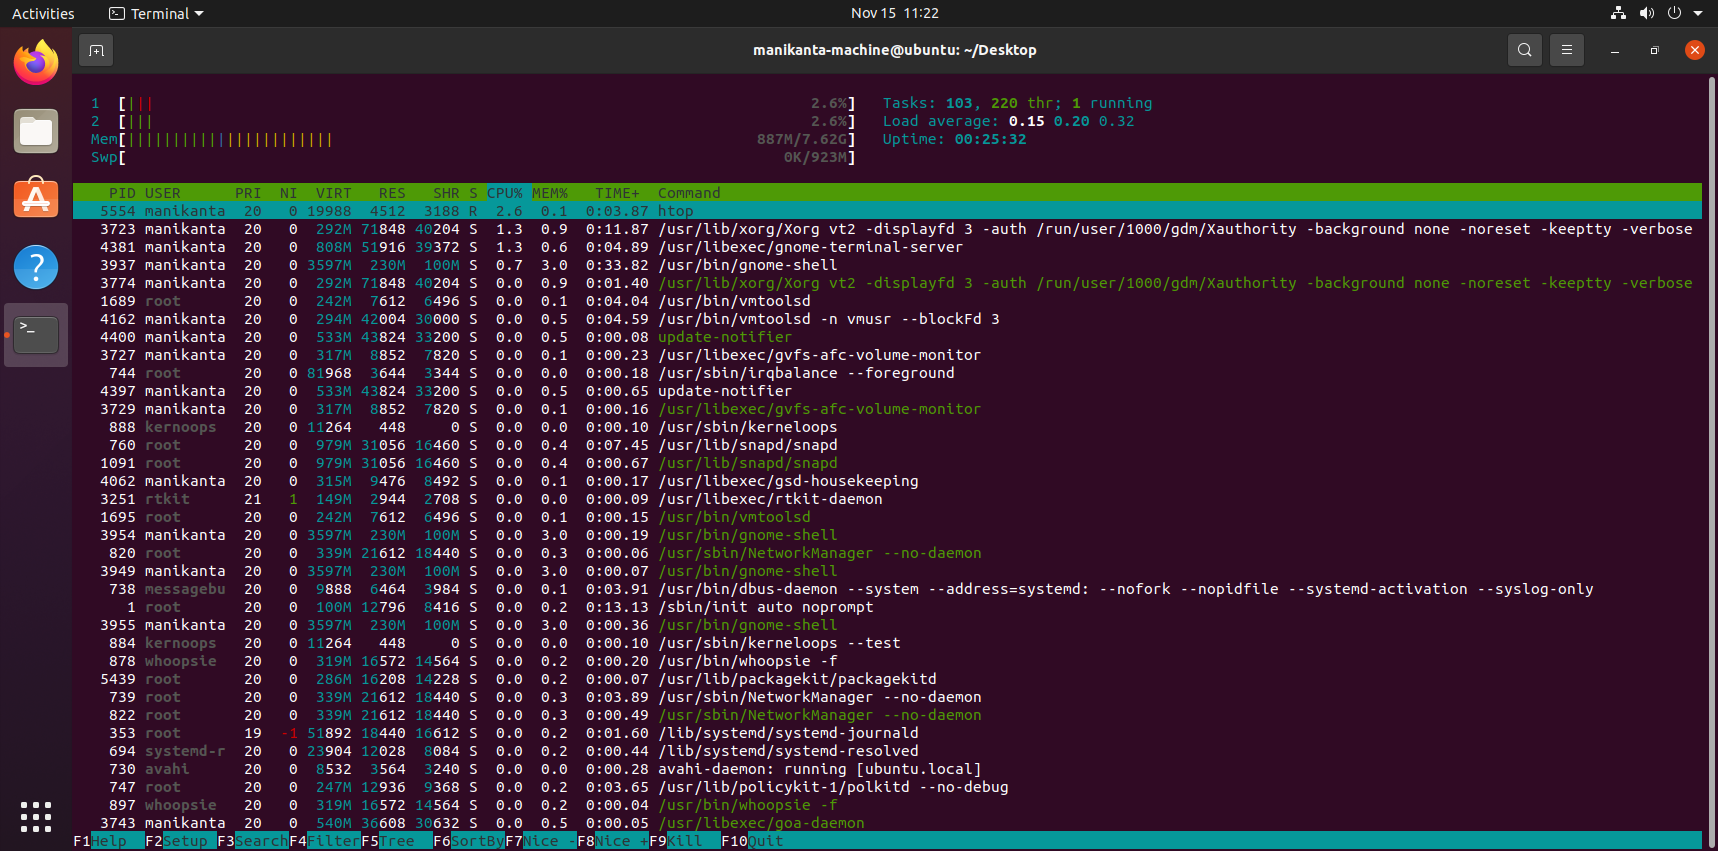 Activities Terminal Nov 15 11:22
manikanta-machine@ubuntu: ~/Desktop
1 [||| 2.6%] Tasks: 103, 220 thr; 1 running
2 [||| 2.6%] Load average: 0.15 0.20 0.32
Mem[||||||||||||||||||||||| 887M/7.62G] Uptime: 00:25:32
Swp[ 0K/923M]
PID USER PRI NI VIRT RES SHR S CPU% MEM% TIME+ Command
5554 manikanta 20 0 19988 4512 3188 R 2.6 0.1 0:03.87 htop
3723 manikanta 20 0 292M 71848 40204 S 1.3 0.9 0:11.87 /usr/lib/xorg/Xorg vt2 -displayfd 3 -auth /run/user/1000/gdm/Xauthority -background none -noreset -keeptty -verbose
4381 manikanta 20 0 808M 51916 39372 S 1.3 0.6 0:04.89 /usr/libexec/gnome-terminal-server
3937 manikanta 20 0 3597M 230M 100M S 0.7 3.0 0:33.82 /usr/bin/gnome-shell
3774 manikanta 20 0 292M 71848 40204 S 0.0 0.9 0:01.40 /usr/lib/xorg/Xorg vt2 -displayfd 3 -auth /run/user/1000/gdm/Xauthority -background none -noreset -keeptty -verbose
1689 root 20 0 242M 7612 6496 S 0.0 0.1 0:04.04 /usr/bin/vmtoolsd
4162 manikanta 20 0 294M 42004 30000 S 0.0 0.5 0:04.59 /usr/bin/vmtoolsd -n vmusr --blockFd 3
4400 manikanta 20 0 533M 43824 33200 S 0.0 0.5 0:00.08 update-notifier
3727 manikanta 20 0 317M 8852 7820 S 0.0 0.1 0:00.23 /usr/libexec/gvfs-afc-volume-monitor
744 root 20 0 81968 3644 3344 S 0.0 0.0 0:00.18 /usr/sbin/irqbalance --foreground
4397 manikanta 20 0 533M 43824 33200 S 0.0 0.5 0:00.65 update-notifier
3729 manikanta 20 0 317M 8852 7820 S 0.0 0.1 0:00.16 /usr/libexec/gvfs-afc-volume-monitor
888 kernoops 20 0 11264 448 0 S 0.0 0.0 0:00.10 /usr/sbin/kerneloops
760 root 20 0 979M 31056 16460 S 0.0 0.4 0:07.45 /usr/lib/snapd/snapd
1091 root 20 0 979M 31056 16460 S 0.0 0.4 0:00.67 /usr/lib/snapd/snapd
4062 manikanta 20 0 315M 9476 8492 S 0.0 0.1 0:00.17 /usr/libexec/gsd-housekeeping
3251 rtkit 21 1 149M 2944 2708 S 0.0 0.0 0:00.09 /usr/libexec/rtkit-daemon
1695 root 20 0 242M 7612 6496 S 0.0 0.1 0:00.15 /usr/bin/vmtoolsd
3954 manikanta 20 0 3597M 230M 100M S 0.0 3.0 0:00.19 /usr/bin/gnome-shell
820 root 20 0 339M 21612 18440 S 0.0 0.3 0:00.06 /usr/sbin/NetworkManager --no-daemon
3949 manikanta 20 0 3597M 230M 100M S 0.0 3.0 0:00.07 /usr/bin/gnome-shell
738 messagebu 20 0 9888 6464 3984 S 0.0 0.1 0:03.91 /usr/bin/dbus-daemon --system --address=systemd: --nofork --nopidfile --systemd-activation --syslog-only
1 root 20 0 100M 12796 8416 S 0.0 0.2 0:13.13 /sbin/init auto noprompt
3955 manikanta 20 0 3597M 230M 100M S 0.0 3.0 0:00.36 /usr/bin/gnome-shell
884 kernoops 20 0 11264 448 0 S 0.0 0.0 0:00.10 /usr/sbin/kerneloops --test
878 whoopsie 20 0 319M 16572 14564 S 0.0 0.2 0:00.20 /usr/bin/whoopsie -f
5439 root 20 0 286M 16208 14228 S 0.0 0.2 0:00.07 /usr/lib/packagekit/packagekitd
739 root 20 0 339M 21612 18440 S 0.0 0.3 0:03.89 /usr/sbin/NetworkManager --no-daemon
822 root 20 0 339M 21612 18440 S 0.0 0.3 0:00.49 /usr/sbin/NetworkManager --no-daemon
353 root 19 -1 51892 18440 16612 S 0.0 0.2 0:01.60 /lib/systemd/systemd-journald
694 systemd-r 20 0 23904 12028 8084 S 0.0 0.2 0:00.44 /lib/systemd/systemd-resolved
730 avahi 20 0 8532 3564 3240 S 0.0 0.0 0:00.28 avahi-daemon: running [ubuntu.local]
747 root 20 0 247M 12936 9368 S 0.0 0.2 0:03.65 /usr/lib/policykit-1/polkitd --no-debug
897 whoopsie 20 0 319M 16572 14564 S 0.0 0.2 0:00.04 /usr/bin/whoopsie -f
3743 manikanta 20 0 540M 36608 30632 S 0.0 0.5 0:00.05 /usr/libexec/goa-daemon
F1Help F2Setup F3SearchF4FilterF5Tree F6SortByF7Nice -F8Nice +F9Kill F10Quit